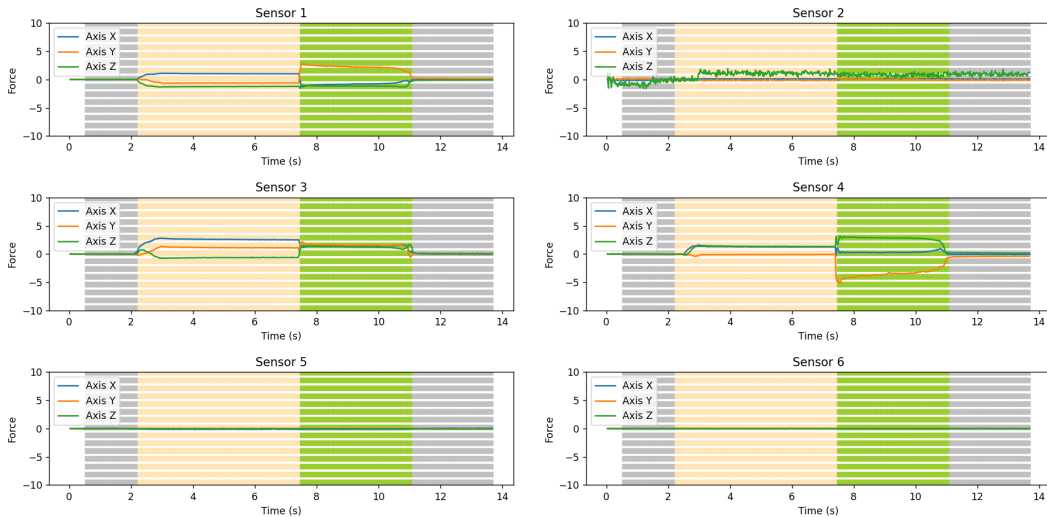 Sensor 1
10
5
0
−5
−10
Force
Axis X
Axis Y
Axis Z
0 2 4 6 8 10 12 14
Time (s)
Sensor 2
10
5
0
−5
−10
Force
Axis X
Axis Y
Axis Z
0 2 4 6 8 10 12 14
Time (s)
Sensor 3
10
5
0
−5
−10
Force
Axis X
Axis Y
Axis Z
0 2 4 6 8 10 12 14
Time (s)
Sensor 4
10
5
0
−5
−10
Force
Axis X
Axis Y
Axis Z
0 2 4 6 8 10 12 14
Time (s)
Sensor 5
10
5
0
−5
−10
Force
Axis X
Axis Y
Axis Z
0 2 4 6 8 10 12 14
Time (s)
Sensor 6
10
5
0
−5
−10
Force
Axis X
Axis Y
Axis Z
0 2 4 6 8 10 12 14
Time (s)